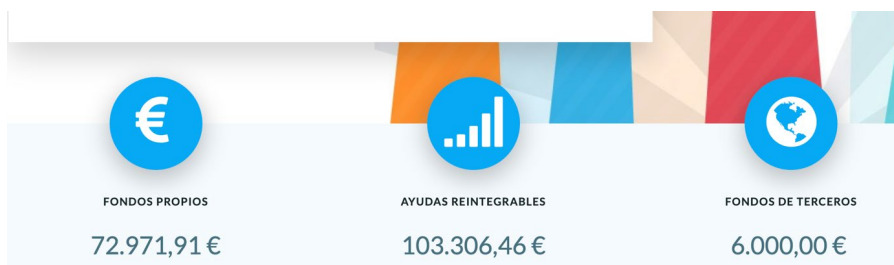 FONDOS PROPIOS
AYUDAS REINTEGRABLES
FONDOS DE TERCEROS
72.971,91 €
103.306,46 €
6.000,00 €